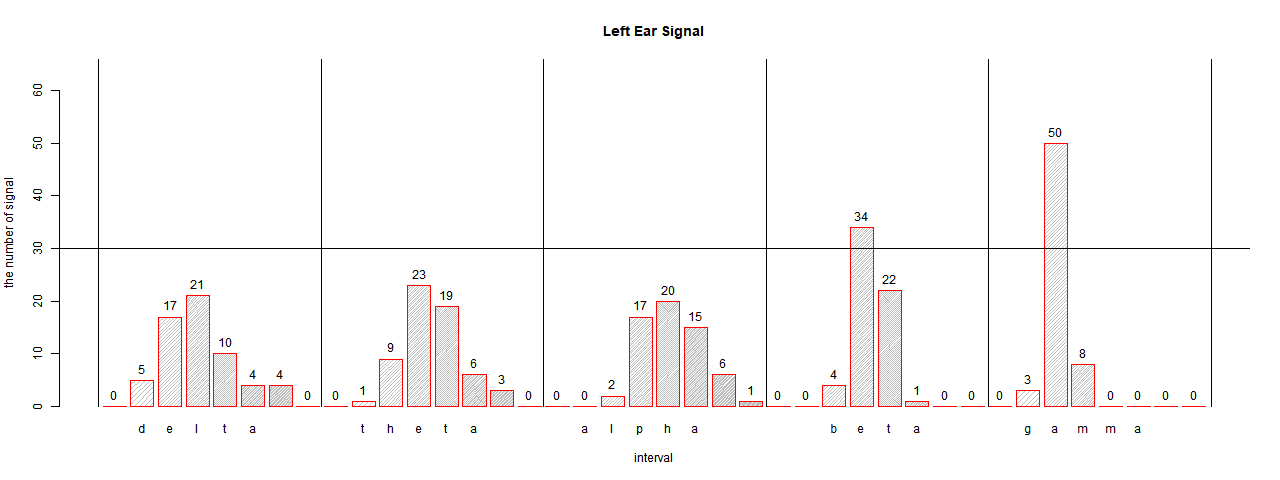 Left Ear Signal
the number of signal
60
50
40
30
20
10
0
0 5 17 21 10 4 4 0 0 1 9 23 19 6 3 0 0 0 2 17 20 15 6 1 0 0 4 34 22 1 0 0 0 3 50 8 0 0 0 0
d e l t a t h e t a a l p h a b e t a g a m m a
interval